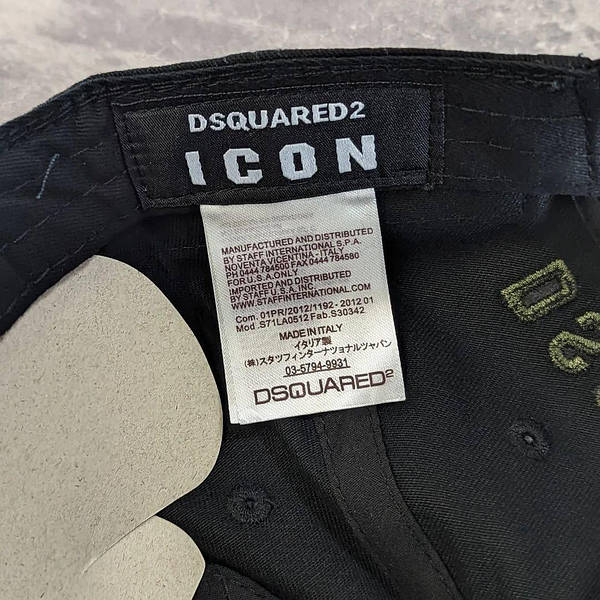 DSQUARED2
ICON
MANUFACTURED AND DISTRIBUTED
BY STAFF INTERNATIONAL S.P.A.
NOVENTA VICENTINA - ITALY
PH 0444 784500 FAX 0444 784580
FOR U.S.A. ONLY
IMPORTED AND DISTRIBUTED
BY STAFF U.S.A. INC.
WWW.STAFFINTERNATIONAL.COM
Com. 01PR/2012/1192 - 2012 01
Mod. S71LA0512 Fab. S30342
MADE IN ITALY
イタリア製
(株)スタッフインターナツョナルツャパン
03-5794-9931
DSQUARED2
DS